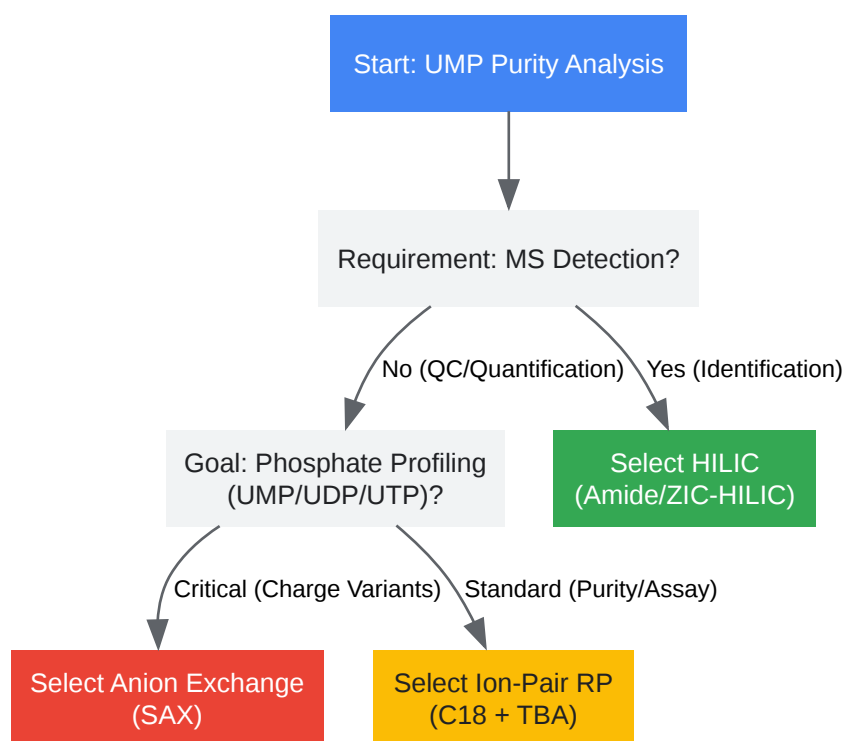 Start: UMP Purity Analysis
Requirement: MS Detection?
No (QC/Quantification)
Yes (Identification)
Goal: Phosphate Profiling
(UMP/UDP/UTP)?
Select HILIC
(Amide/ZIC-HILIC)
Critical (Charge Variants)
Standard (Purity/Assay)
Select Anion Exchange
(SAX)
Select Ion-Pair RP
(C18 + TBA)